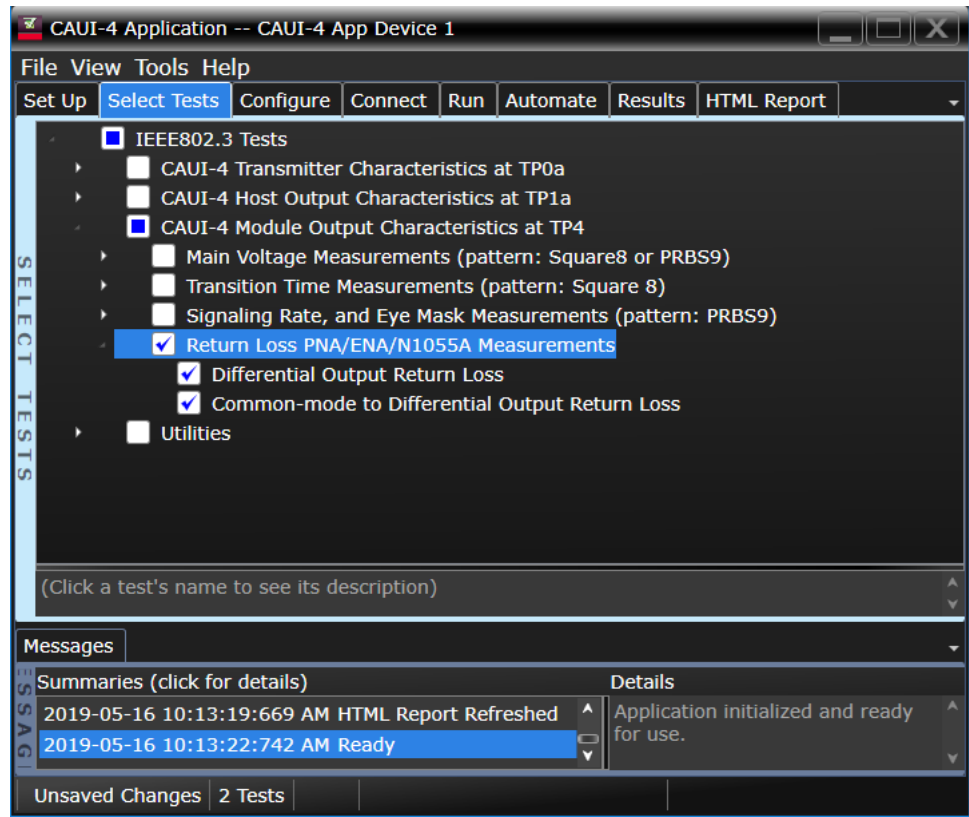 CAUI-4 Application -- CAUI-4 App Device 1
File View Tools Help
Set Up Select Tests Configure Connect Run Automate Results HTML Report
IEEE802.3 Tests
CAUI-4 Transmitter Characteristics at TP0a
CAUI-4 Host Output Characteristics at TP1a
CAUI-4 Module Output Characteristics at TP4
Main Voltage Measurements (pattern: Square8 or PRBS9)
Transition Time Measurements (pattern: Square 8)
Signaling Rate, and Eye Mask Measurements (pattern: PRBS9)
Return Loss PNA/ENA/N1055A Measurements
Differential Output Return Loss
Common-mode to Differential Output Return Loss
Utilities
SELECT TESTS
(Click a test's name to see its description)
Messages
ESSAG
Summaries (click for details)
2019-05-16 10:13:19:669 AM HTML Report Refreshed
2019-05-16 10:13:22:742 AM Ready
Details
Application initialized and ready
for use.
Unsaved Changes 2 Tests